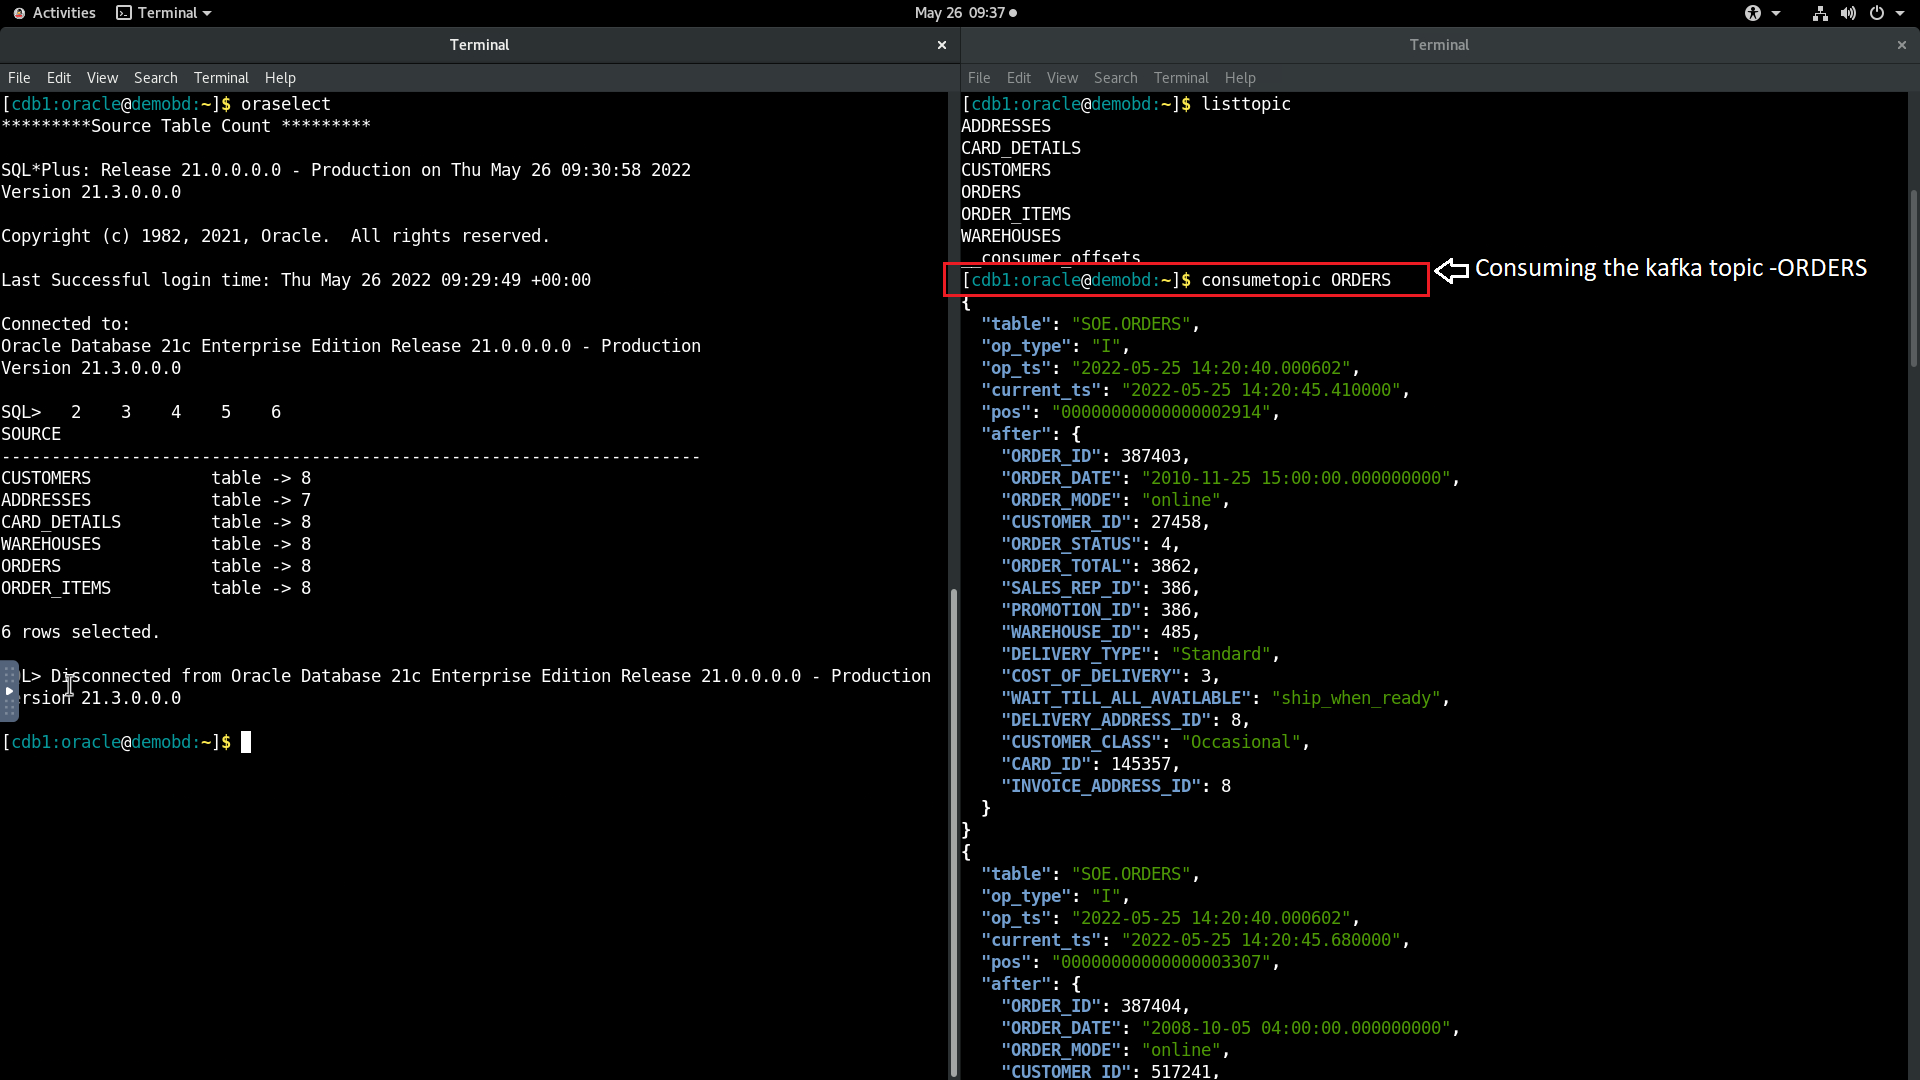 Activities Terminal May 26 09:37
Terminal
File Edit View Search Terminal Help
[cdb1:oracle@demobd:~]$ oraselect
*********Source Table Count *********
SQL*Plus: Release 21.0.0.0.0 - Production on Thu May 26 09:30:58 2022
Version 21.3.0.0.0
Copyright (c) 1982, 2021, Oracle.  All rights reserved.
Last Successful login time: Thu May 26 2022 09:29:49 +00:00
Connected to:
Oracle Database 21c Enterprise Edition Release 21.0.0.0.0 - Production
Version 21.3.0.0.0
SQL>   2    3    4    5    6
SOURCE
----------------------------------------------------------------------
CUSTOMERS            table -> 8
ADDRESSES            table -> 7
CARD_DETAILS         table -> 8
WAREHOUSES           table -> 8
ORDERS               table -> 8
ORDER_ITEMS          table -> 8
6 rows selected.
L> Disconnected from Oracle Database 21c Enterprise Edition Release 21.0.0.0.0 - Production
ersion 21.3.0.0.0
[cdb1:oracle@demobd:~]$
Terminal
File Edit View Search Terminal Help
[cdb1:oracle@demobd:~]$ listtopic
ADDRESSES
CARD_DETAILS
CUSTOMERS
ORDERS
ORDER_ITEMS
WAREHOUSES
__consumer_offsets
[cdb1:oracle@demobd:~]$ consumetopic ORDERS
Consuming the kafka topic -ORDERS
{
  "table": "SOE.ORDERS",
  "op_type": "I",
  "op_ts": "2022-05-25 14:20:40.000602",
  "current_ts": "2022-05-25 14:20:45.410000",
  "pos": "00000000000000002914",
  "after": {
    "ORDER_ID": 387403,
    "ORDER_DATE": "2010-11-25 15:00:00.000000000",
    "ORDER_MODE": "online",
    "CUSTOMER_ID": 27458,
    "ORDER_STATUS": 4,
    "ORDER_TOTAL": 3862,
    "SALES_REP_ID": 386,
    "PROMOTION_ID": 386,
    "WAREHOUSE_ID": 485,
    "DELIVERY_TYPE": "Standard",
    "COST_OF_DELIVERY": 3,
    "WAIT_TILL_ALL_AVAILABLE": "ship_when_ready",
    "DELIVERY_ADDRESS_ID": 8,
    "CUSTOMER_CLASS": "Occasional",
    "CARD_ID": 145357,
    "INVOICE_ADDRESS_ID": 8
  }
}
{
  "table": "SOE.ORDERS",
  "op_type": "I",
  "op_ts": "2022-05-25 14:20:40.000602",
  "current_ts": "2022-05-25 14:20:45.680000",
  "pos": "00000000000000003307",
  "after": {
    "ORDER_ID": 387404,
    "ORDER_DATE": "2008-10-05 04:00:00.000000000",
    "ORDER_MODE": "online",
    "CUSTOMER_ID": 517241,